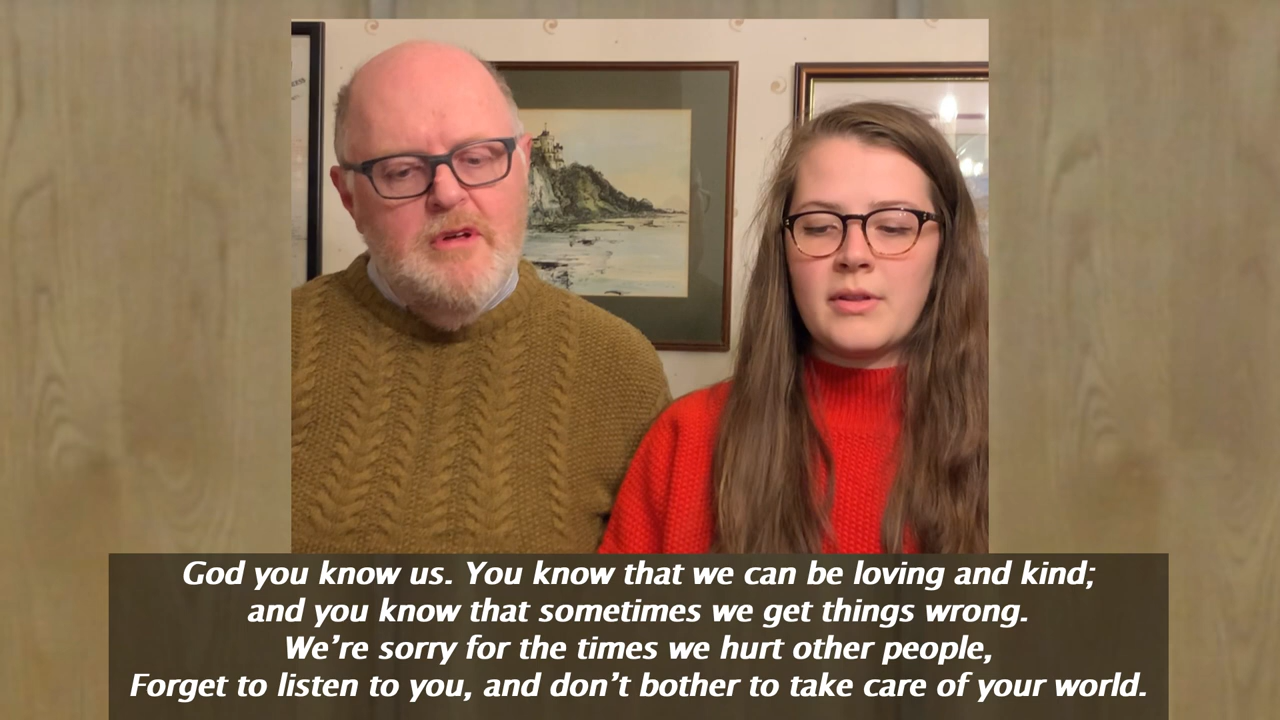 God you know us. You know that we can be loving and kind;
and you know that sometimes we get things wrong.
We’re sorry for the times we hurt other people,
Forget to listen to you, and don’t bother to take care of your world.